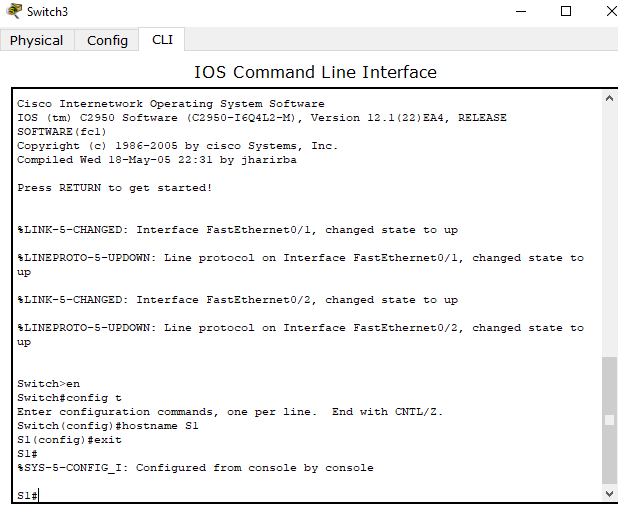 Switch3
Physical Config CLI
IOS Command Line Interface
Cisco Internetwork Operating System Software
IOS (tm) C2950 Software (C2950-I6Q4L2-M), Version 12.1(22)EA4, RELEASE
SOFTWARE(fc1)
Copyright (c) 1986-2005 by cisco Systems, Inc.
Compiled Wed 18-May-05 22:31 by jharirba
Press RETURN to get started!
%LINK-5-CHANGED: Interface FastEthernet0/1, changed state to up
%LINEPROTO-5-UPDOWN: Line protocol on Interface FastEthernet0/1, changed state to
up
%LINK-5-CHANGED: Interface FastEthernet0/2, changed state to up
%LINEPROTO-5-UPDOWN: Line protocol on Interface FastEthernet0/2, changed state to
up
Switch>en
Switch#config t
Enter configuration commands, one per line.  End with CNTL/Z.
Switch(config)#hostname S1
S1(config)#exit
S1#
%SYS-5-CONFIG_I: Configured from console by console
S1#